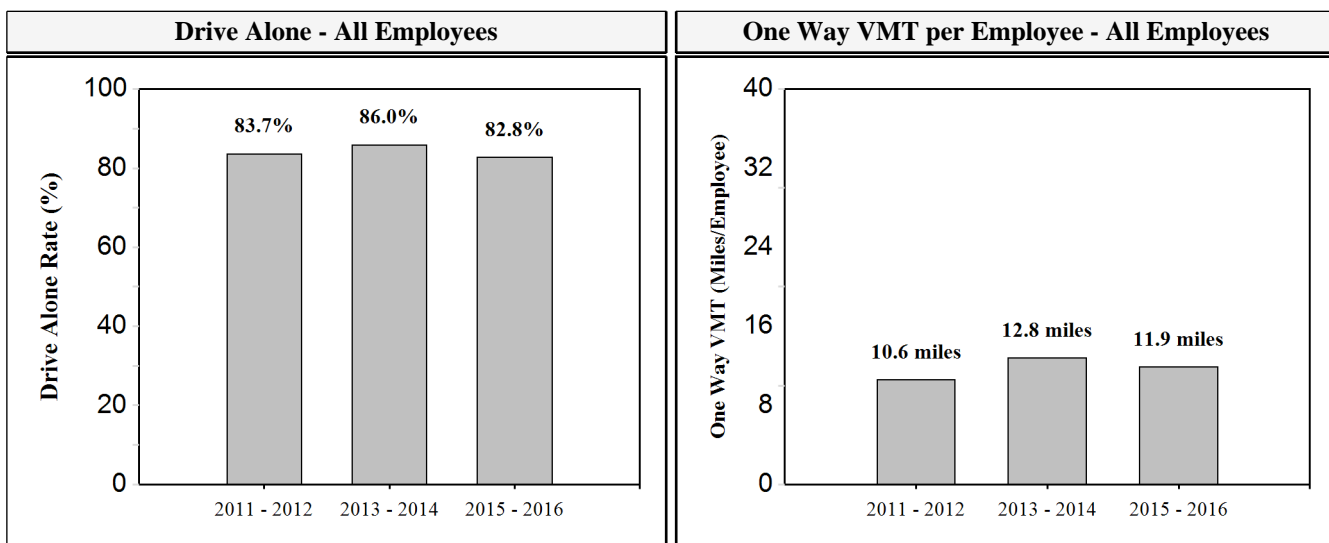 Drive Alone - All Employees
Drive Alone Rate (%)
100
80
60
40
20
0
83.7%
86.0%
82.8%
2011 - 2012
2013 - 2014
2015 - 2016
One Way VMT per Employee - All Employees
One Way VMT (Miles/Employee)
40
32
24
16
8
0
10.6 miles
12.8 miles
11.9 miles
2011 - 2012
2013 - 2014
2015 - 2016